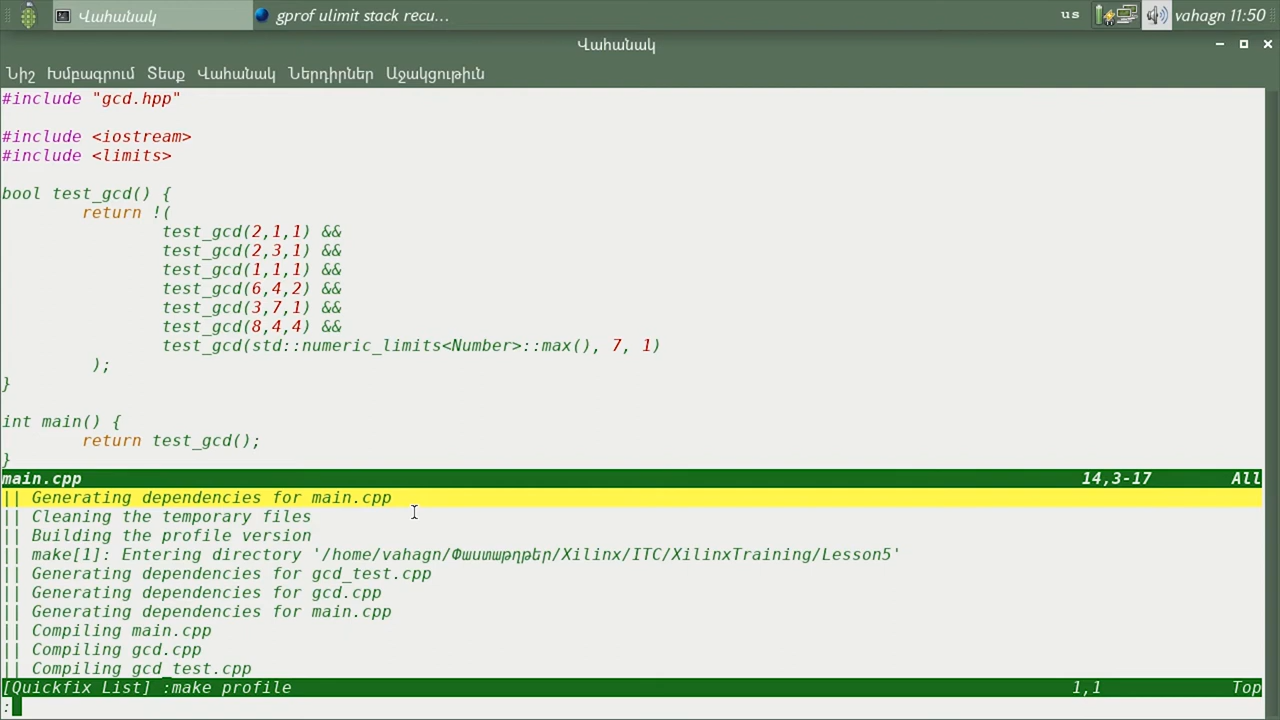 Վահանակ
gprof ulimit stack recu...
us
vahagn 11:50
Վահանակ
Նիշ Խմբագրում Տեսք Վահանակ Ներդիրներ Աջակցութիւն
#include "gcd.hpp"
#include <iostream>
#include <limits>
bool test_gcd() {
return !(
test_gcd(2,1,1) &&
test_gcd(2,3,1) &&
test_gcd(1,1,1) &&
test_gcd(6,4,2) &&
test_gcd(3,7,1) &&
test_gcd(8,4,4) &&
test_gcd(std::numeric_limits<Number>::max(), 7, 1)
);
}
int main() {
return test_gcd();
}
main.cpp 14,3-17 All
|| Generating dependencies for main.cpp
|| Cleaning the temporary files
|| Building the profile version
|| make[1]: Entering directory '/home/vahagn/Փաստաթղթեր/Xilinx/ITC/XilinxTraining/Lesson5'
|| Generating dependencies for gcd_test.cpp
|| Generating dependencies for gcd.cpp
|| Generating dependencies for main.cpp
|| Compiling main.cpp
|| Compiling gcd.cpp
|| Compiling gcd_test.cpp
[Quickfix List] :make profile 1,1 Top
: